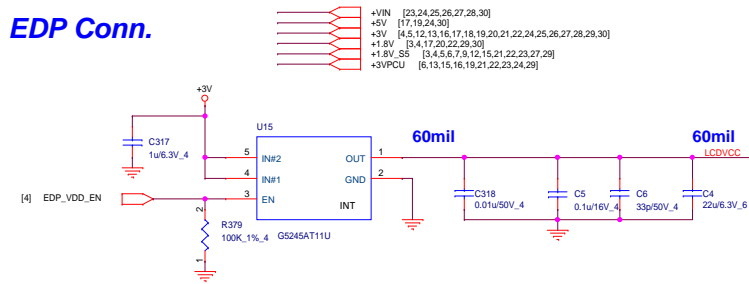 EDP Conn.
+VIN [23,24,25,26,27,28,30]
+5V [17,19,24,30]
+3V [4,5,12,13,16,17,18,19,20,21,22,24,25,26,27,28,29,30]
+1.8V [3,4,17,20,22,29,30]
+1.8V_S5 [3,4,5,6,7,9,12,15,21,22,23,27,29]
+3VPCU [6,13,15,16,19,21,22,23,24,29]
+3V
C317
1u/6.3V_4
U15
5 IN#2 OUT 1
4 IN#1 GND 2
3 EN
INT
G5245AT11U
[4] EDP_VDD_EN
2
R379
100K_1%_4
1
60mil
60mil
LCDVCC
C318
0.01u/50V_4
C5
0.1u/16V_4
C6
33p/50V_4
C4
22u/6.3V_6